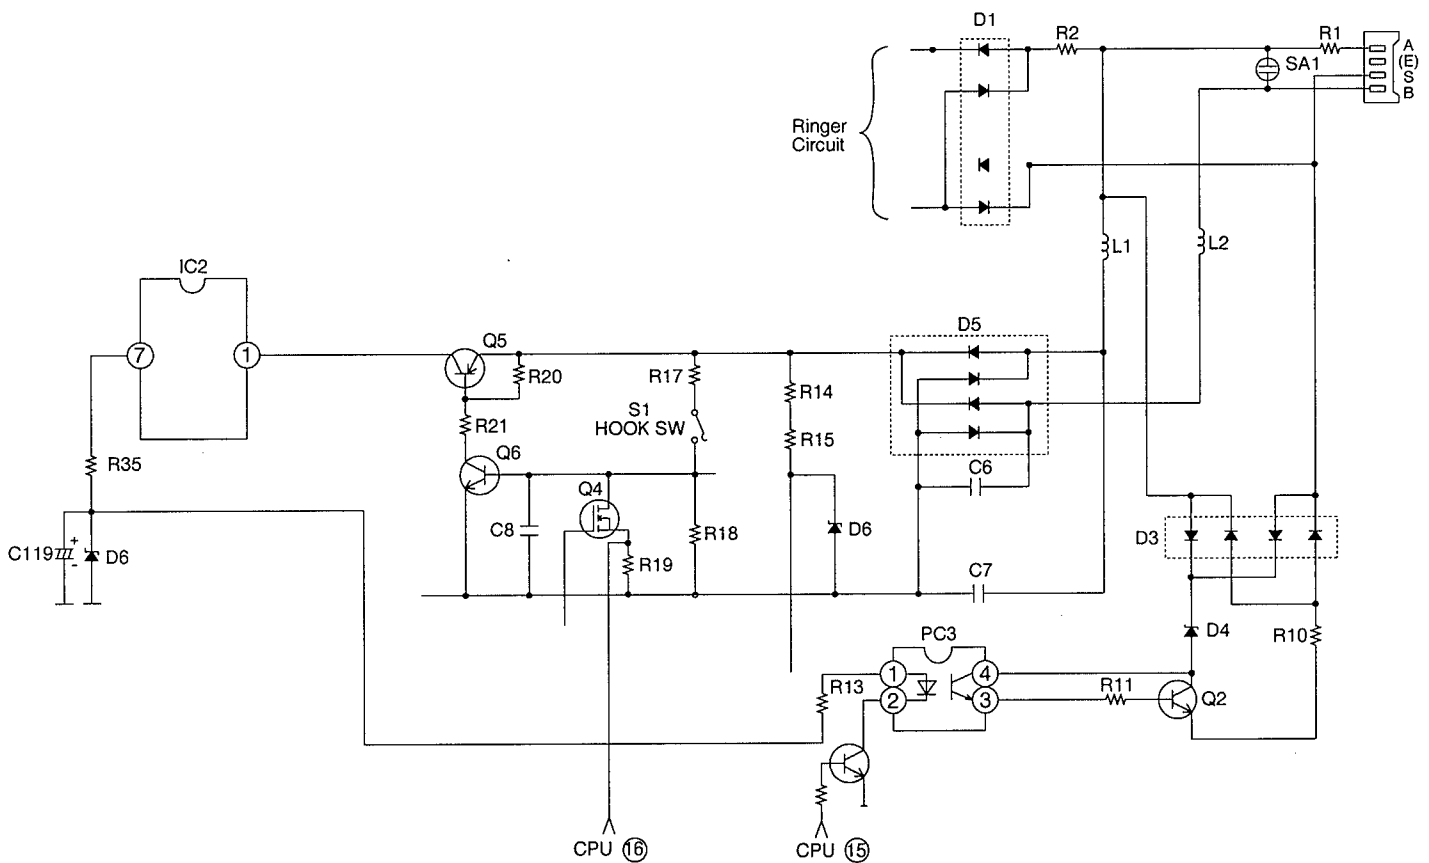 D1
R2
R1
A
(E)
S
B
SA1
Ringer
Circuit
L1
L2
IC2
7
1
Q5
R20
R17
D5
R14
S1
HOOK SW
R21
R15
Q6
R35
C6
Q4
C8
R18
D6
D3
C119
+
-
D6
R19
C7
D4
R10
PC3
1
4
R13
2
3
R11
Q2
CPU 16
CPU 15